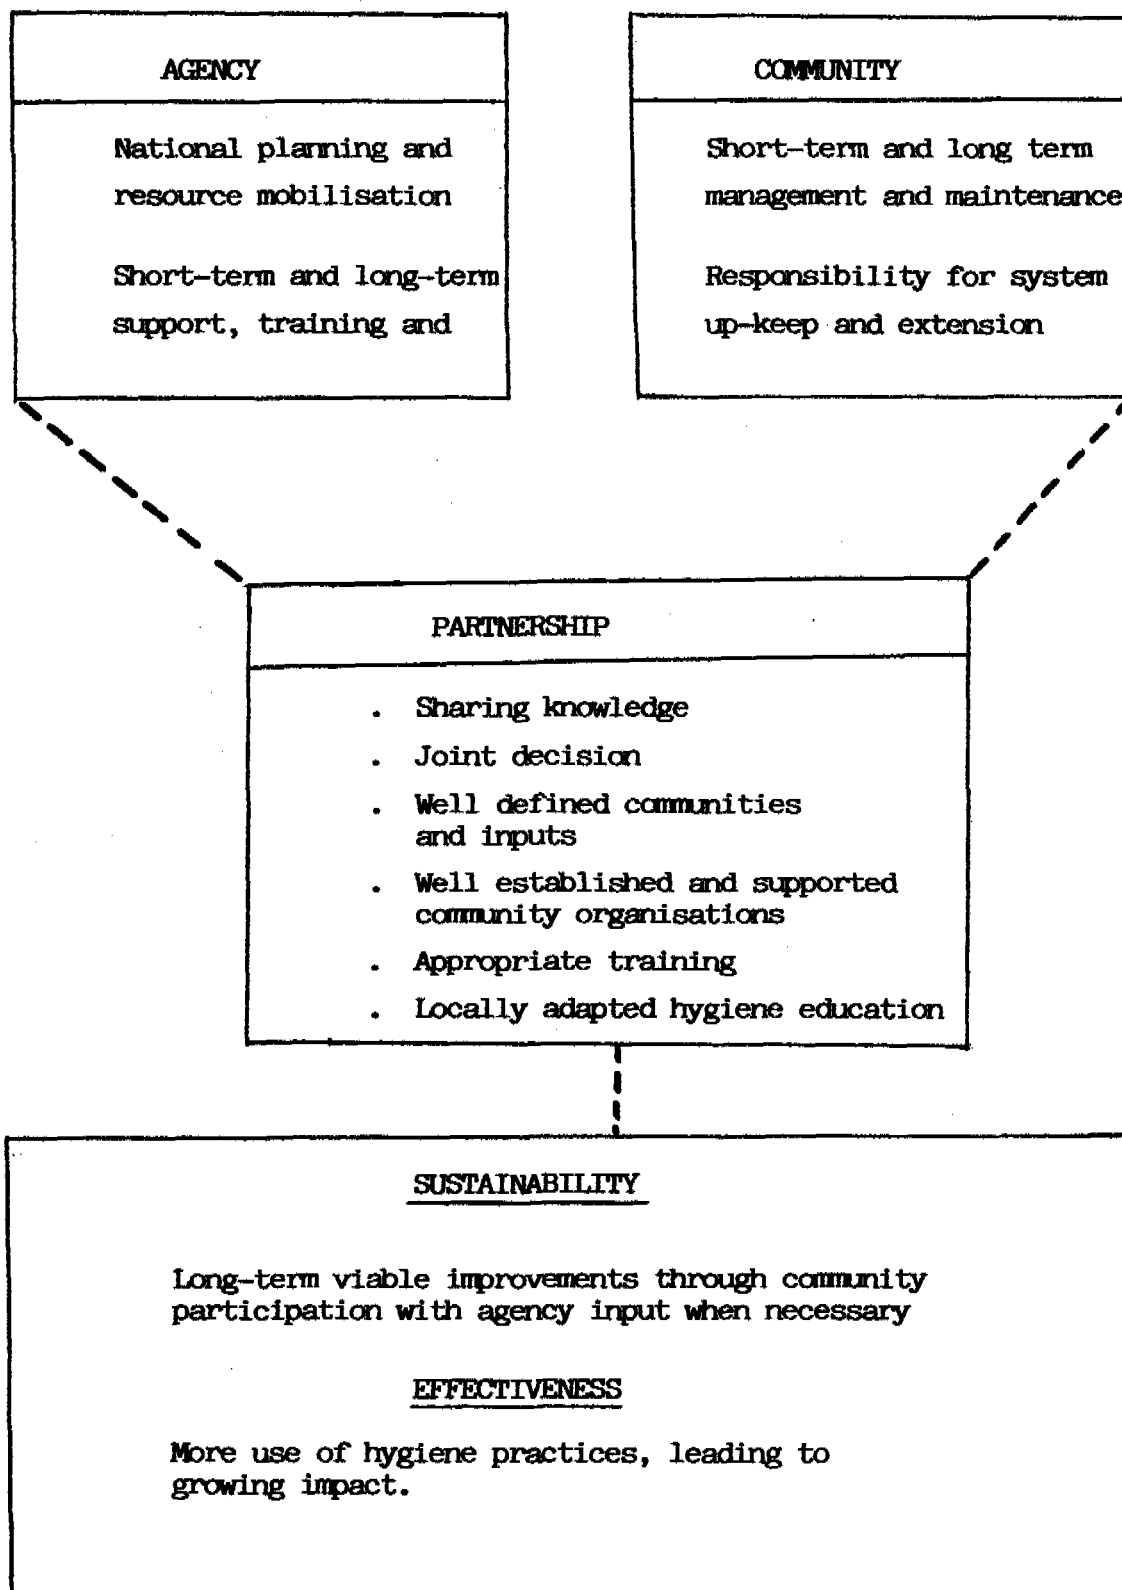 AGENCY
National planning and
resource mobilisation
Short-term and long-term
support, training and
COMMUNITY
Short-term and long term
management and maintenance
Responsibility for system
up-keep and extension
PARTNERSHIP
. Sharing knowledge
. Joint decision
. Well defined communities
and inputs
. Well established and supported
community organisations
. Appropriate training
. Locally adapted hygiene education
SUSTAINABILITY
Long-term viable improvements through community
participation with agency input when necessary
EFFECTIVENESS
More use of hygiene practices, leading to
growing impact.